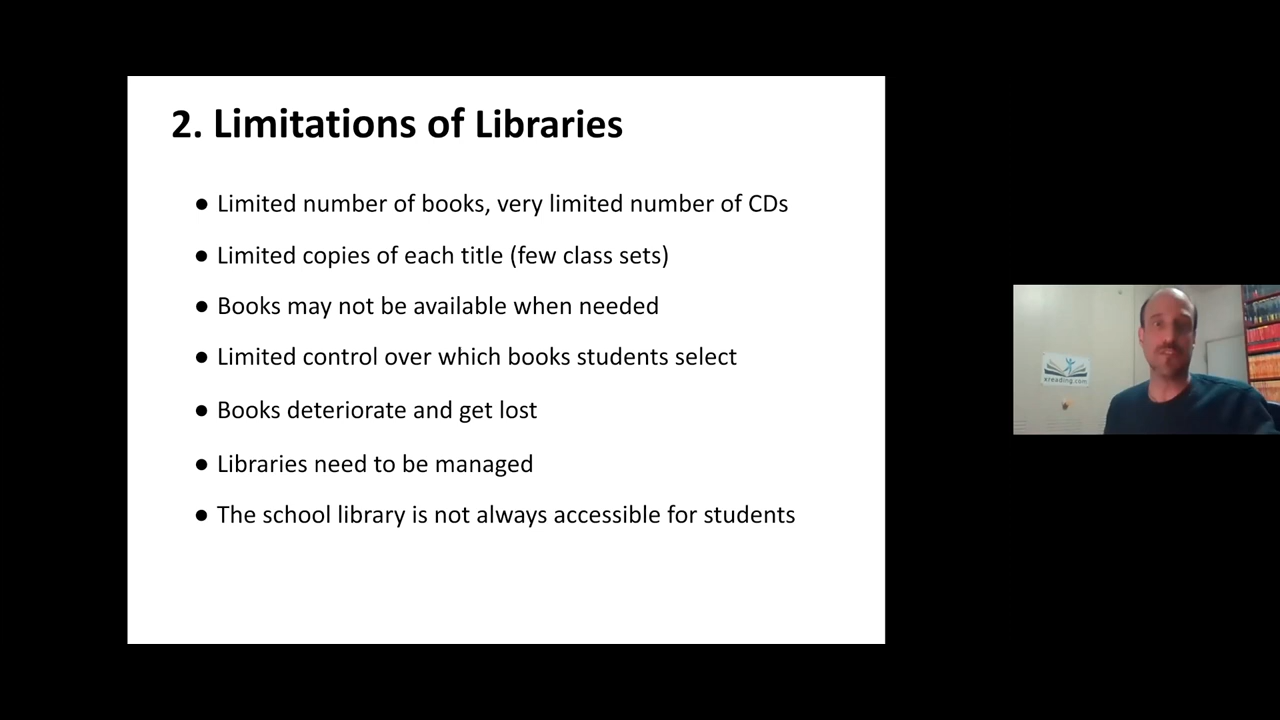 2. Limitations of Libraries
● Limited number of books, very limited number of CDs
● Limited copies of each title (few class sets)
● Books may not be available when needed
● Limited control over which books students select
● Books deteriorate and get lost
● Libraries need to be managed
● The school library is not always accessible for students
xreading.com